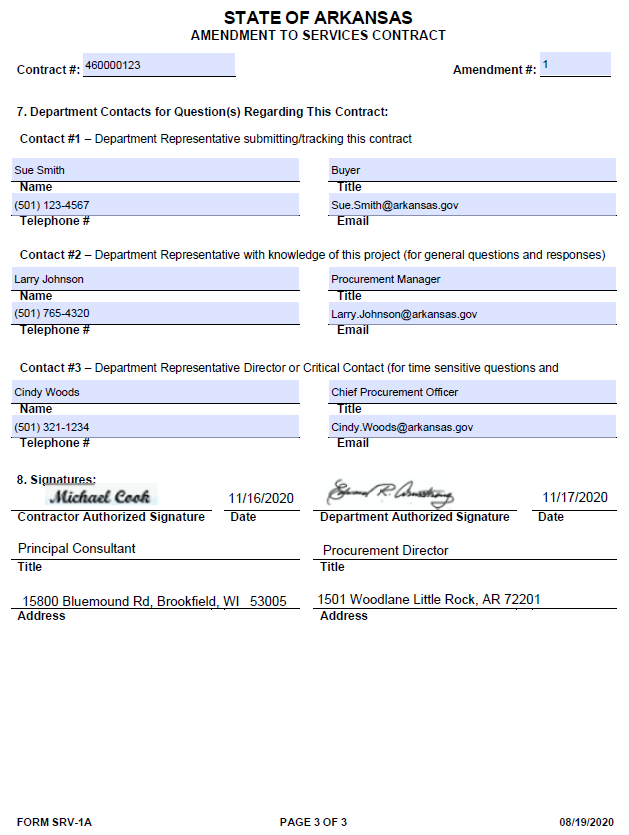 STATE OF ARKANSAS
AMENDMENT TO SERVICES CONTRACT
Contract #: 460000123 Amendment #: 1
7. Department Contacts for Question(s) Regarding This Contract:
Contact #1 – Department Representative submitting/tracking this contract
Sue Smith Buyer
Name Title
(501) 123-4567 Sue.Smith@arkansas.gov
Telephone # Email
Contact #2 – Department Representative with knowledge of this project (for general questions and responses)
Larry Johnson Procurement Manager
Name Title
(501) 765-4320 Larry.Johnson@arkansas.gov
Telephone # Email
Contact #3 – Department Representative Director or Critical Contact (for time sensitive questions and
Cindy Woods Chief Procurement Officer
Name Title
(501) 321-1234 Cindy.Woods@arkansas.gov
Telephone # Email
8. Signatures:
Michael Cook 11/16/2020 Edward R. Armstrong 11/17/2020
Contractor Authorized Signature Date Department Authorized Signature Date
Principal Consultant Procurement Director
Title Title
15800 Bluemound Rd, Brookfield, WI 53005 1501 Woodlane Little Rock, AR 72201
Address Address
FORM SRV-1A PAGE 3 OF 3 08/19/2020